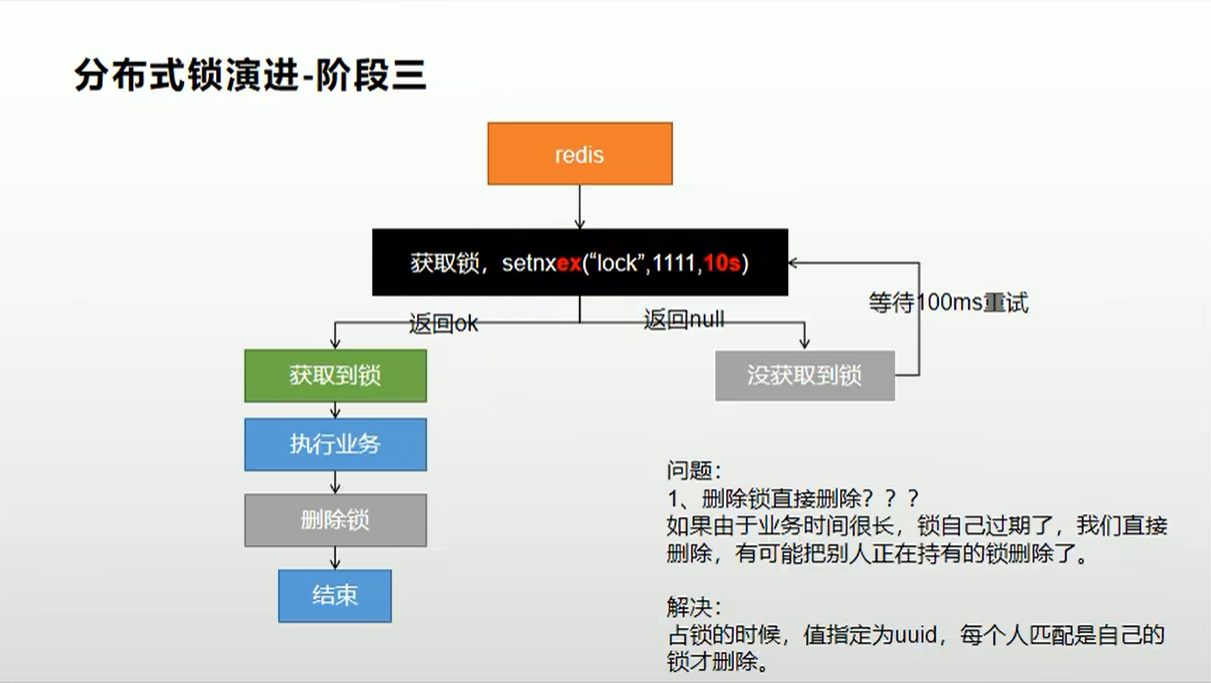 分布式锁演进-阶段三
redis
获取锁，setnxex(“lock”,1111,10s)
等待100ms重试
返回ok
返回null
获取到锁
没获取到锁
执行业务
删除锁
结束
问题：
1、删除锁直接删除？？？
如果由于业务时间很长，锁自己过期了，我们直接
删除，有可能把别人正在持有的锁删除了。
解决：
占锁的时候，值指定为uuid，每个人匹配是自己的
锁才删除。